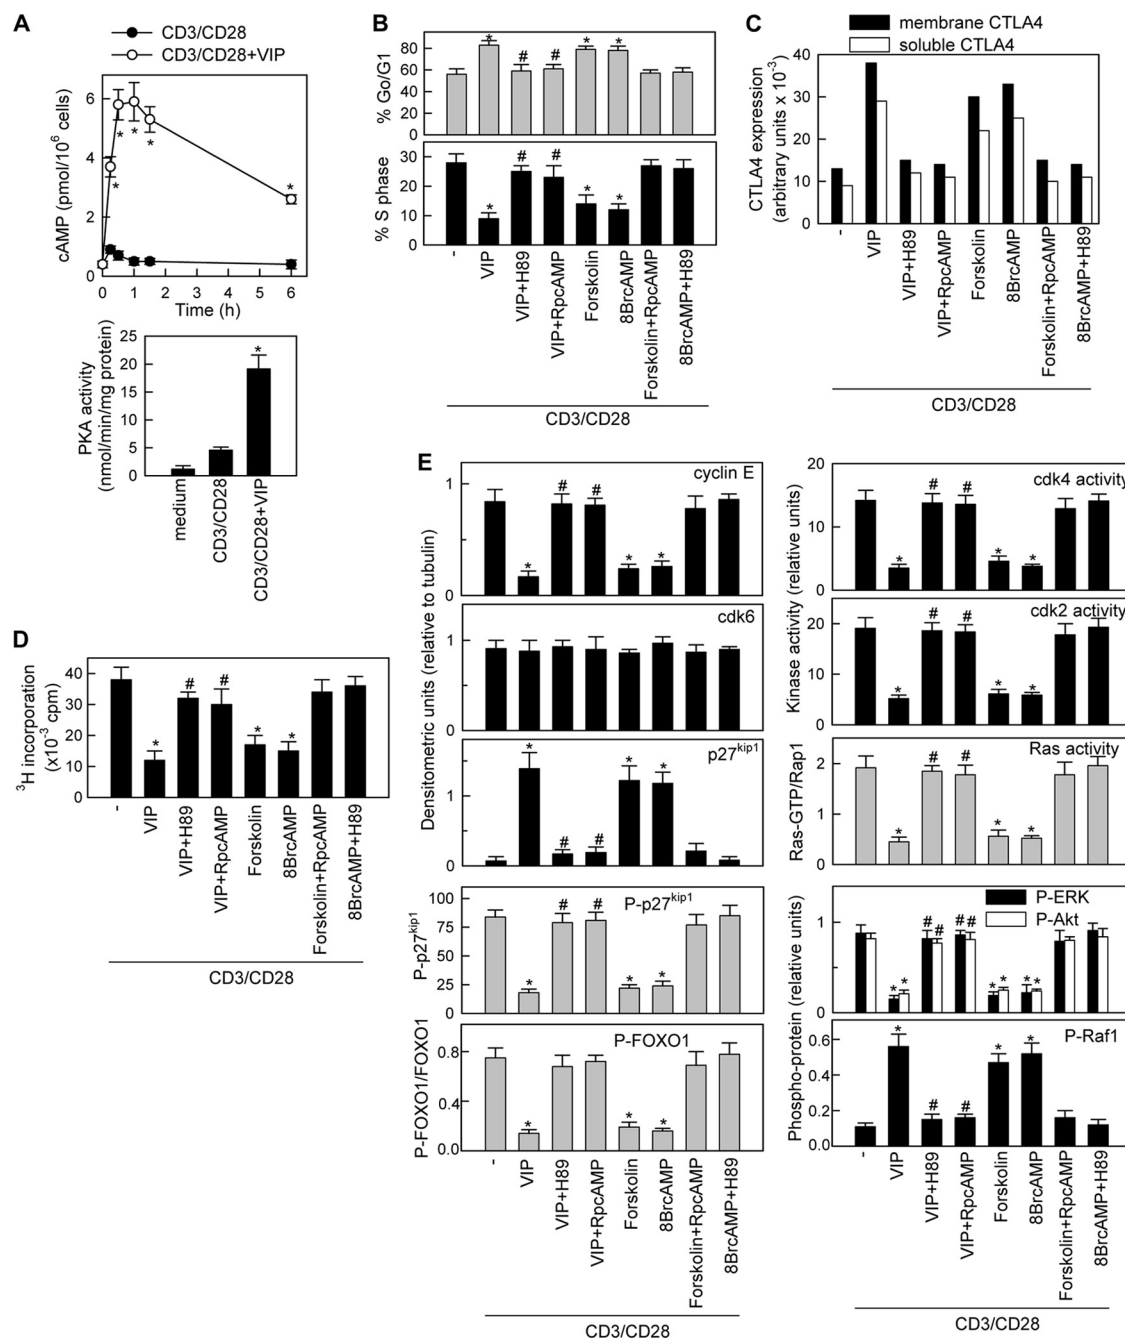 A
CD3/CD28
CD3/CD28+VIP
cAMP (pmol/10^6 cells)
6
4
2
0
0 1 2 3 4 5 6
Time (h)
* * * * *
PKA activity
(nmol/min/mg protein)
25
20
15
10
5
0
*
medium
CD3/CD28
CD3/CD28+VIP
B
% Go/G1
80
60
40
20
0
* # # * *
% S phase
30
20
10
0
* # # * *
-
VIP
VIP+H89
VIP+RpcAMP
Forskolin
8BrcAMP
Forskolin+RpcAMP
8BrcAMP+H89
CD3/CD28
C
membrane CTLA4
soluble CTLA4
CTLA4 expression
(arbitrary units x 10^-3)
40
30
20
10
0
-
VIP
VIP+H89
VIP+RpcAMP
Forskolin
8BrcAMP
Forskolin+RpcAMP
8BrcAMP+H89
CD3/CD28
D
^3H incorporation
(x10^-3 cpm)
40
30
20
10
0
* # # * *
-
VIP
VIP+H89
VIP+RpcAMP
Forskolin
8BrcAMP
Forskolin+RpcAMP
8BrcAMP+H89
CD3/CD28
E
Densitometric units (relative to tubulin)
cyclin E
1
0
* # # * *
cdk6
1
0
p27^kip1
1
0
* # # * *
P-p27^kip1
P-p27^kip1
100
75
50
25
0
* # # * *
P-FOXO1/FOXO1
P-FOXO1
0.8
0.4
0.0
* * *
-
VIP
VIP+H89
VIP+RpcAMP
Forskolin
8BrcAMP
Forskolin+RpcAMP
8BrcAMP+H89
CD3/CD28
Kinase activity (relative units)
cdk4 activity
20
10
0
* # # * *
cdk2 activity
20
10
0
* # # * *
Ras-GTP/Rap1
Ras activity
2
1
0
* # # * *
Phospho-protein (relative units)
P-ERK
P-Akt
1
0
* * # # # # * * * *
P-Raf1
0.6
0.4
0.2
0.0
* # # * *
-
VIP
VIP+H89
VIP+RpcAMP
Forskolin
8BrcAMP
Forskolin+RpcAMP
8BrcAMP+H89
CD3/CD28